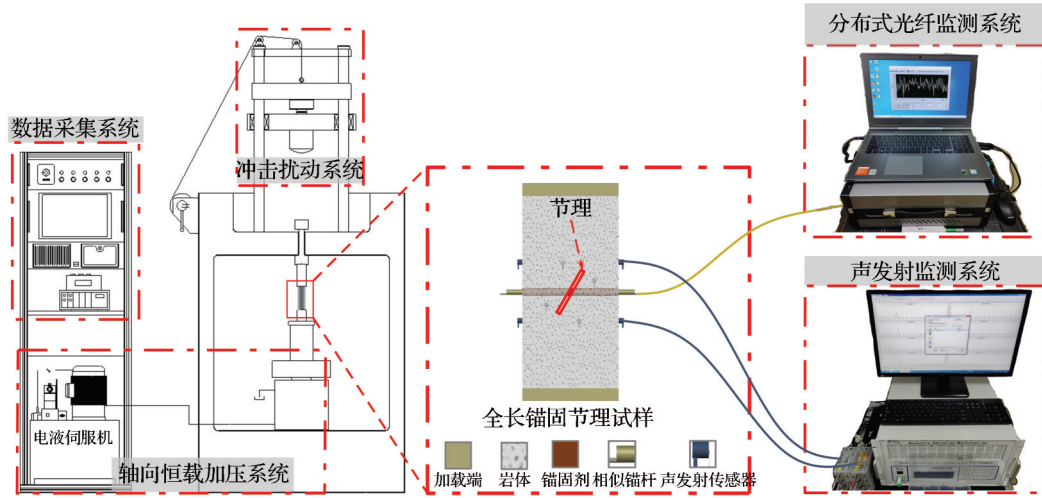 分布式光纤监测系统
数据采集系统
冲击扰动系统
节理
声发射监测系统
全长锚固节理试样
电液伺服机
轴向恒载加压系统
加载端 岩体 锚固剂 相似锚杆 声发射传感器
Acoustic Emission Workstation